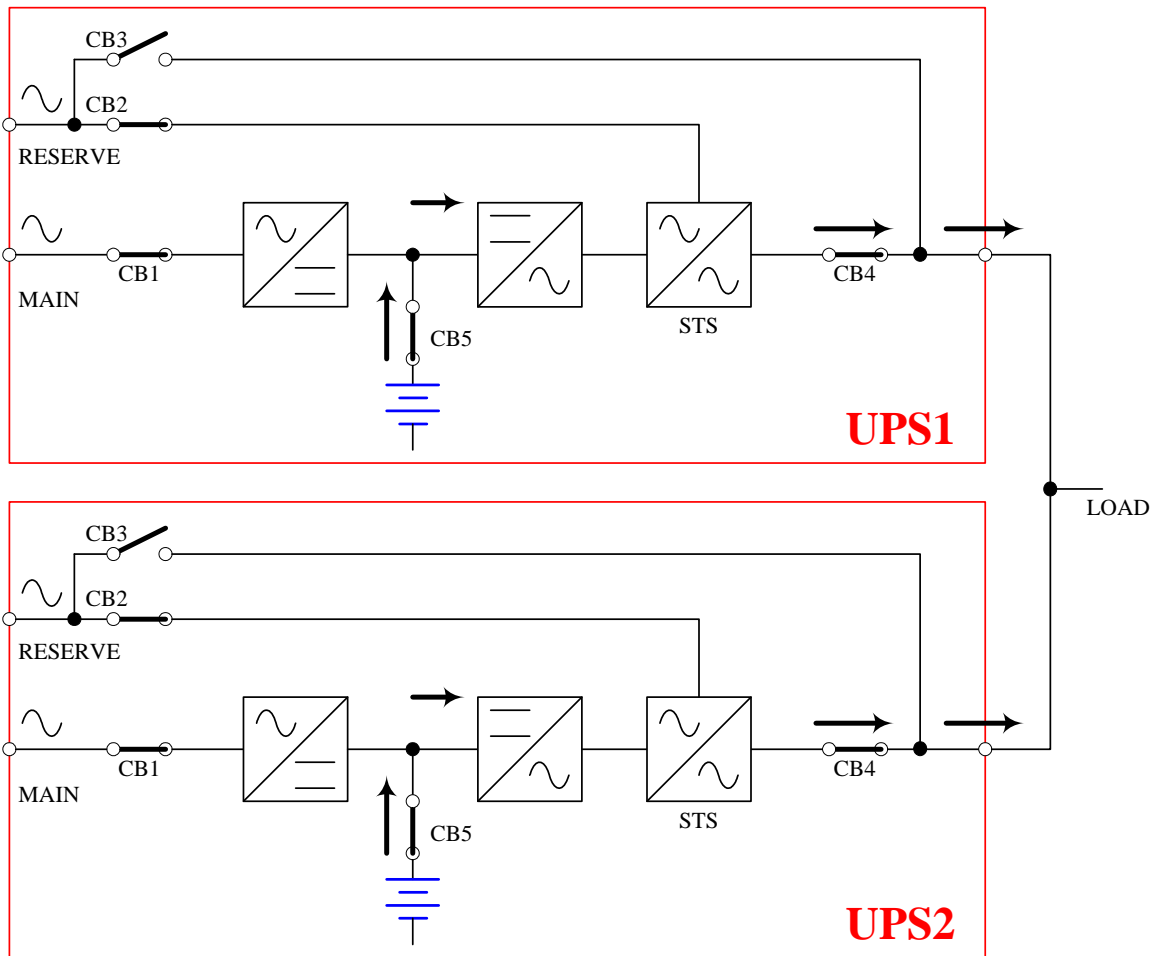 CB3
CB2
RESERVE
MAIN
CB1
CB5
STS
CB4
UPS1
LOAD
CB3
CB2
RESERVE
MAIN
CB1
CB5
STS
CB4
UPS2